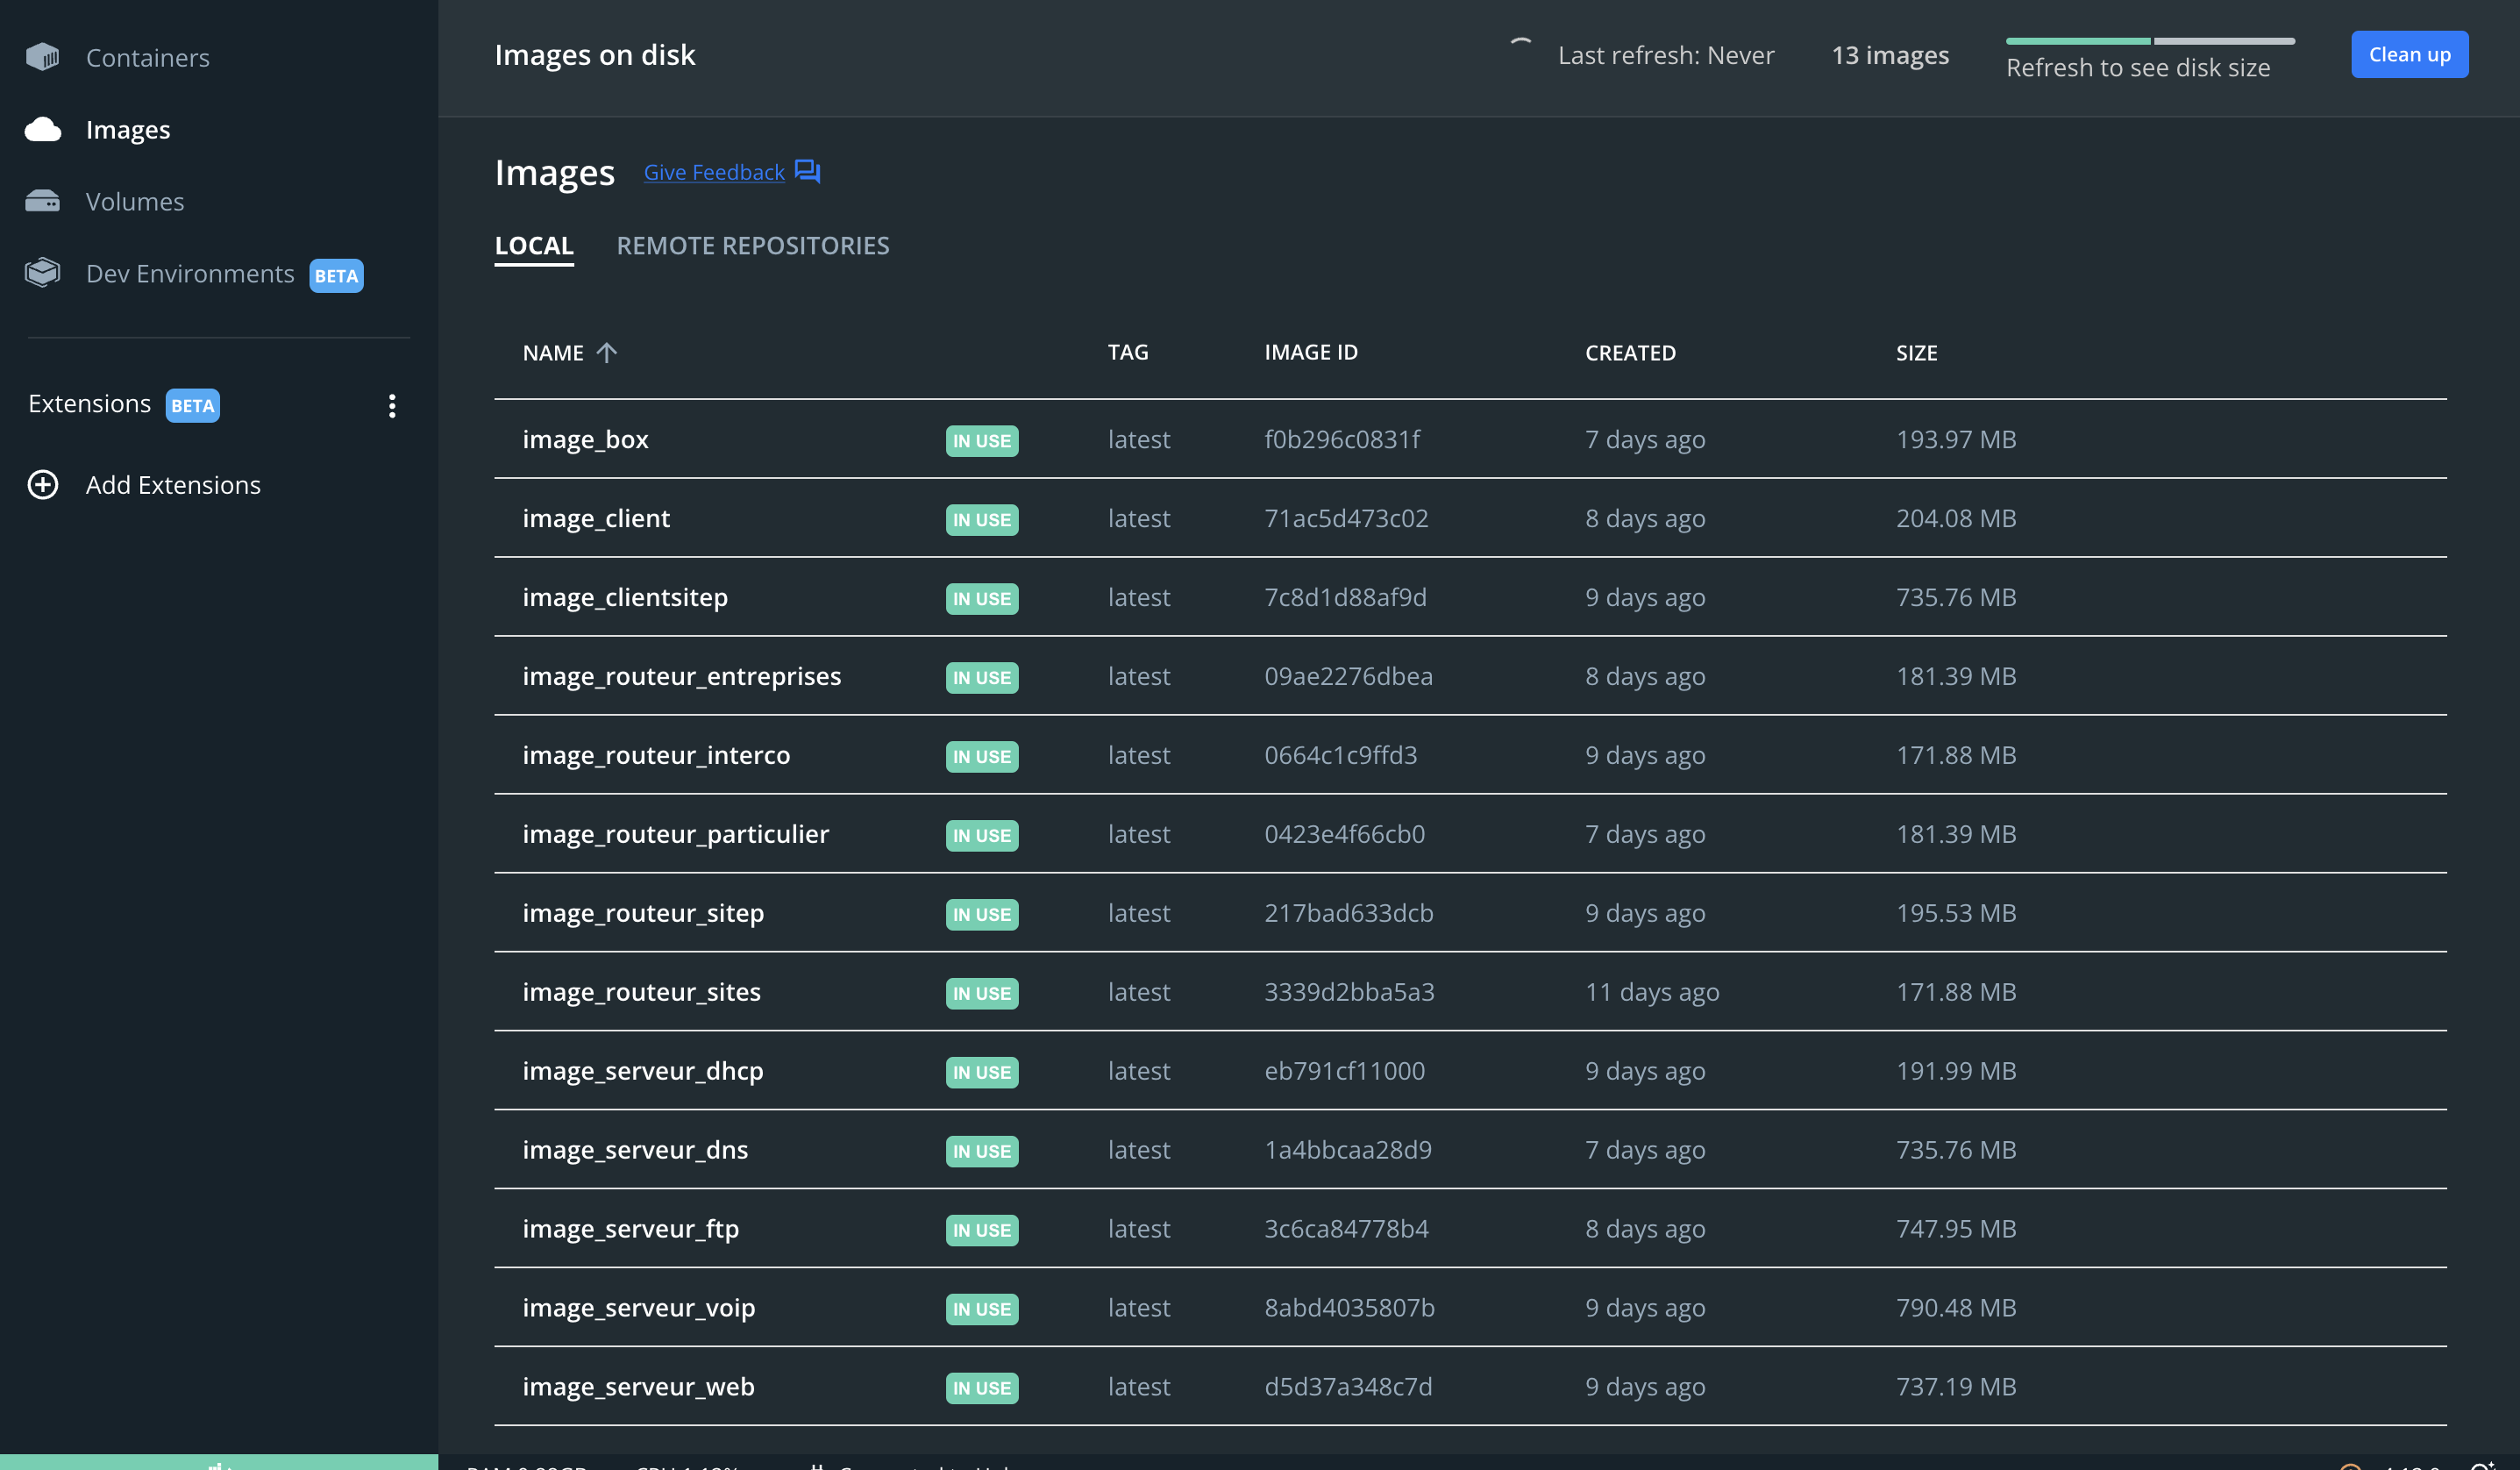 Containers
Images
Volumes
Dev Environments BETA
Extensions BETA
Add Extensions
Images on disk
Last refresh: Never
13 images
Refresh to see disk size
Clean up
Images Give Feedback
LOCAL REMOTE REPOSITORIES
NAME TAG IMAGE ID CREATED SIZE
image_box IN USE latest f0b296c0831f 7 days ago 193.97 MB
image_client IN USE latest 71ac5d473c02 8 days ago 204.08 MB
image_clientsitep IN USE latest 7c8d1d88af9d 9 days ago 735.76 MB
image_routeur_entreprises IN USE latest 09ae2276dbea 8 days ago 181.39 MB
image_routeur_interco IN USE latest 0664c1c9ffd3 9 days ago 171.88 MB
image_routeur_particulier IN USE latest 0423e4f66cb0 7 days ago 181.39 MB
image_routeur_sitep IN USE latest 217bad633dcb 9 days ago 195.53 MB
image_routeur_sites IN USE latest 3339d2bba5a3 11 days ago 171.88 MB
image_serveur_dhcp IN USE latest eb791cf11000 9 days ago 191.99 MB
image_serveur_dns IN USE latest 1a4bbcaa28d9 7 days ago 735.76 MB
image_serveur_ftp IN USE latest 3c6ca84778b4 8 days ago 747.95 MB
image_serveur_voip IN USE latest 8abd4035807b 9 days ago 790.48 MB
image_serveur_web IN USE latest d5d37a348c7d 9 days ago 737.19 MB